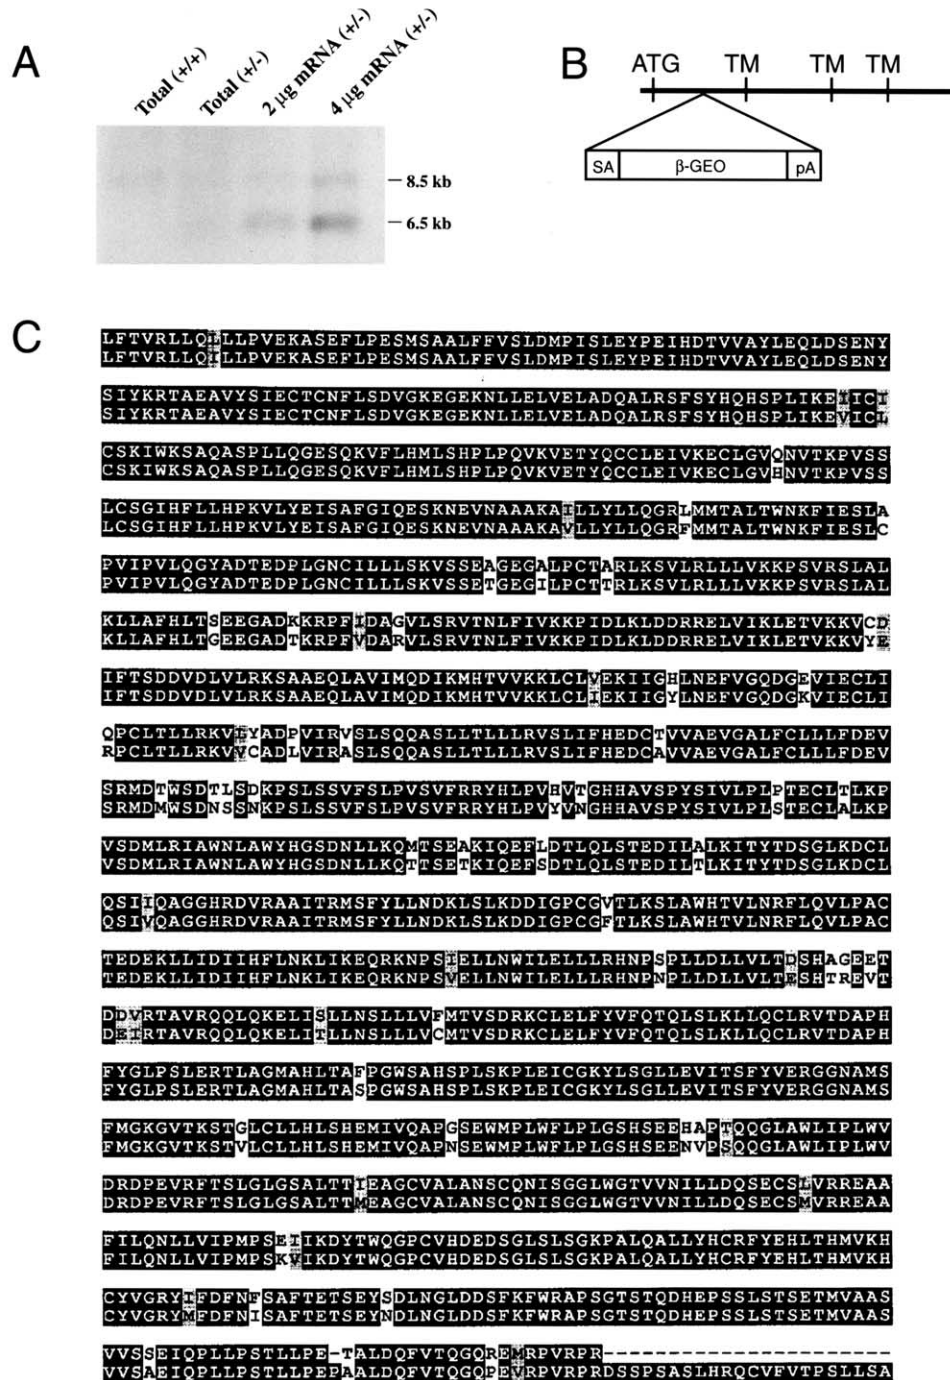 A
Total (+/+)
Total (+/-)
2 µg mRNA (+/-)
4 µg mRNA (+/-)
8.5 kb
6.5 kb
B
ATG TM TM TM
SA β-GEO pA
C
LFTVRLLQLLLPVEKASEFLPESMSAALFFVSLDMPISLEYPEIHDTVVAYLEQLDSENY
LFTVRLLQILLPVEKASEFLPESMSAALFFVSLDMPISLEYPEIHDTVVAYLEQLDSENY
SIYKRTAEAVYSIECTCNFLSDVGKEGEKNLLELVELADQALRSFSYHQHSPLIKEIICI
SIYKRTAEAVYSIECTCNFLSDVGKEGEKNLLELVELADQALRSFSYHQHSPLIKEVICL
CSKIWKSAQASPLLQGESQKVFLHMLSHPLPQVKVETYQCCLEIVKECLGVQNVTKPVSS
CSKIWKSAQASPLLQGESQKVFLHMLSHPLPQVKVETYQCCLEIVKECLGVHNVTKPVSS
LCSGIHFLLHPKVLYEISAFGIQESKNEVNAAAKAILLYLLQGRLMMTALTWNKFIESLA
LCSGIHFLLHPKVLYEISAFGIQESKNEVNAAAKAVLLYLLQGRFMMTALTWNKFIESLC
PVIPVLQGYADTEDPLGNCILLLSKVSSEAGEGALPCTARLKSVLRLLLVKKPSVRSLAL
PVIPVLQGYADTEDPLGNCILLLSKVSSETGEGILPCTTRLKSVLRLLLVKKPSVRSLAL
KLLAFHLTSEEGADKKRPFIDAGVLSRVTNLFIVKKPIDLKLDDRRELVIKLETVKKVCD
KLLAFHLTGEEGADTKRPFVDARVLSRVTNLFIVKKPIDLKLDDRRELVIKLETVKKVYE
IFTSDDVDLVLRKSAAEQLAVIMQDIKMHTVVKKLCLVEKIIGHLNEFVGQDGEVIECLI
IFTSDDVDLVLRKSAAEQLAVIMQDIKMHTVVKKLCLIEKIIGYLNEFVGQDGKVIECLI
QPCLTLLRKVLYADPVIRVSLSQQASLLTLLLRVSLIFHEDCTVVAEVGALFCLLLFDEV
RPCLTLLRKVVCADLVIRASLSQQASLLTLLLRVSLIFHEDCAVVAEVGALFCLLLFDEV
SRMDTWSDTLSDKPSLSSVFSLPVSVFRRYHLPVHVTGHHAVSPYSIVLPLPTECLTLKP
SRMDMWSDNSSNKPSLSSVFSLPVSVFRRYHLPVYVNGHHAVSPYSIVLPLSTECLALKP
VSDMLRIAWNLAWYHGSDNLLKQMTSEAKIQEFLDTLQLSTEDILALKITYTDSGLKDCL
VSDMLRIAWNLAWYHGSDNLLKQTTSETKIQEFSDTLQLSTEDILTLKITYTDSGLKDCL
QSIIQAGGHRDVRAAITRMSFYLLNDKLSLKDDIGPCGVTLKSLAWHTVLNRFLQVLPAC
QSIVQAGGHRDVRAAITRMSFYLLNDKLSLKDDIGPCGFTLKSLAWHTVLNRFLQVLPAC
TEDEKLLIDIIHFLNKLIKEQRKNPSIELLNWILELLLRHNPSPLLDLLVLTDSHAGEET
TEDEKLLIDIIHFLNKLIKEQRKNPSVELLNWILELLLRHNPNPLLDLLVLTESHTREVT
DDVRTAVRQQLQKELISLLNSLLLVFMTVSDRKCLELFYVFQTQLSLKLLQCLRVTDAPH
DEIRTAVRQQLQKELITLLNSLLLVCMTVSDRKCLELFYVFQTQLSLKLLQCLRVTDAPH
FYGLPSLERTLAGMAHLTAFPGWSAHSPLSKPLEICGKYLSGLLEVITSFYVERGGNAMS
FYGLPSLERTLAGMAHLTASPGWSAHSPLSKPLEICGKYLSGLLEVITSFYVERGGNAMS
FMGKGVTKSTGLCLLHLSHEMIVQAPGSEWMPLWFLPLGSHSEEHAPTQQGLAWLIPLWV
FMGKGVTKSTVLCLLHLSHEMIVQAPNSEWMPLWFLPLGSHSEENVPSQQGLAWLIPLWV
DRDPEVRFTSLGLGSALTTIEAGCVALANSCQNISGGLWGTVVNILLDQSECSLVRREAA
DRDPEVRFTSLGLGSALTTMEAGCVALANSCQNISGGLWGTVVNILLDQSECSMVRREAA
FILQNLLVIPMPSEIIKDYTWQGPCVHDEDSGLSLSGKPALQALLYHCRFYEHLTHMVKH
FILQNLLVIPMPSKVIKDYTWQGPCVHDEDSGLSLSGKPALQALLYHCRFYEHLTHMVKH
CYVGRYIFDFNFSAFTETSEYSDLNGLDDSFKFWRAPSGTSTQDHEPSSLSTSETMVAAS
CYVGRYMFDFNISAFTETSEYNDLNGLDDSFKFWRAPSGTSTQDHEPSSLSTSETMVAAS
VVSSEIQPLLPSTLLPE-TALDQFVTQGQREMRPVRPR----------------------
VVSAEIQPLLPSTLLPEPAALDQFVTQGQPEVRPVRPRDSSPSASLHRQCVFVTPSLLSA